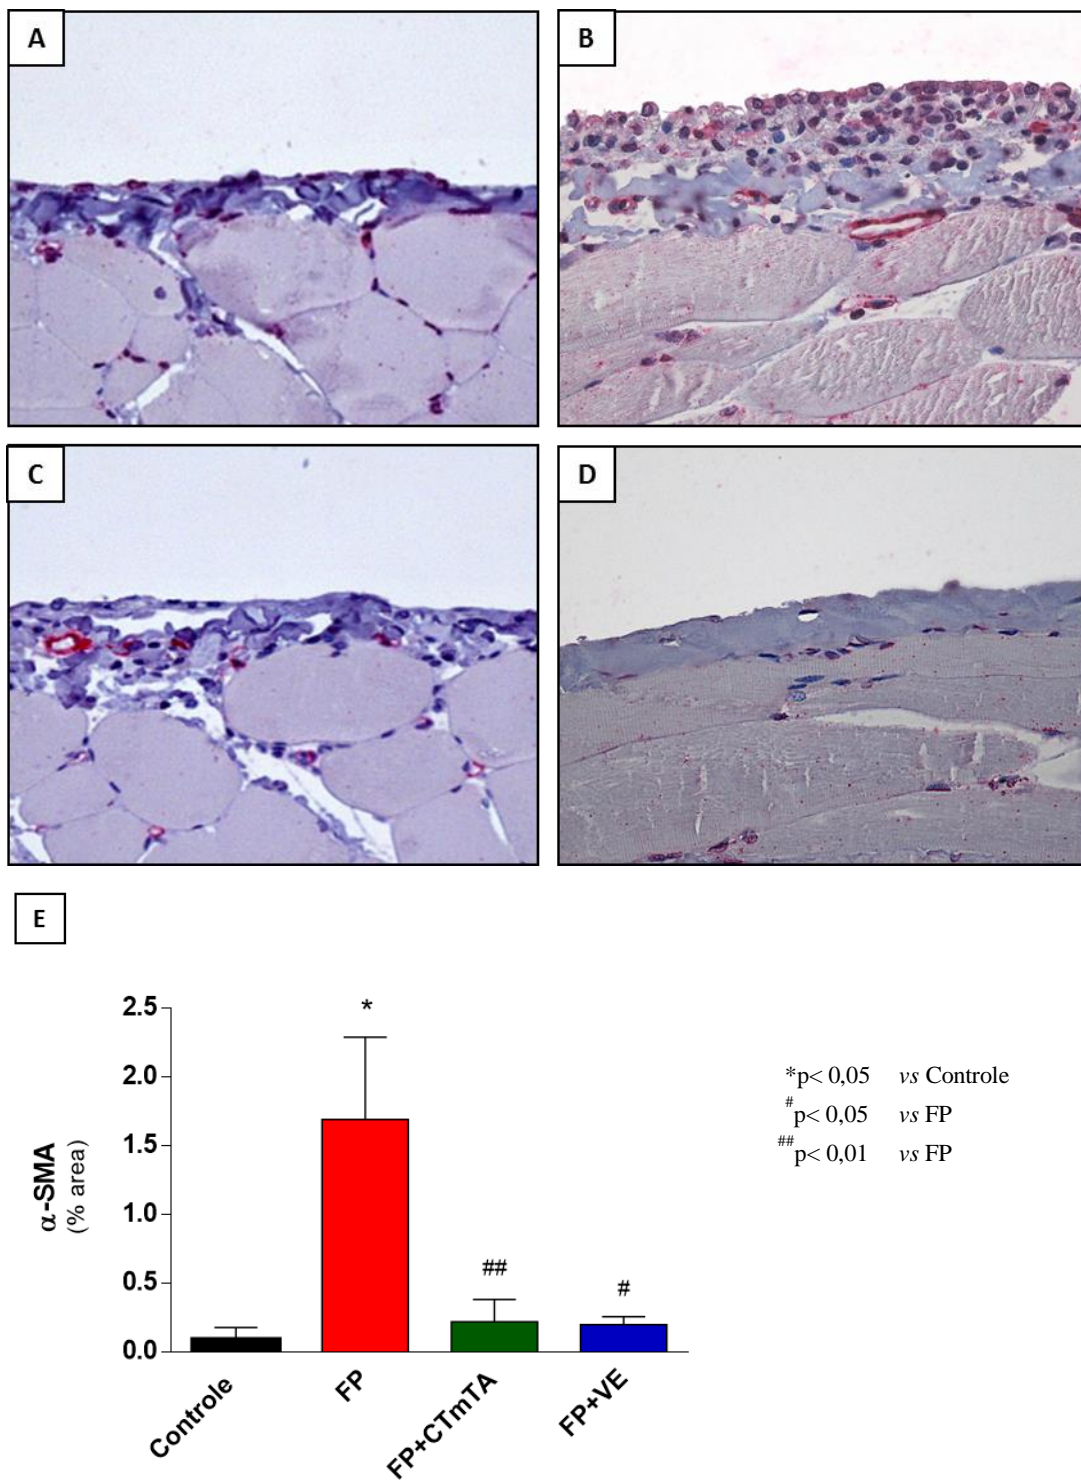 A
B
C
D
E
2.5
2.0
1.5
1.0
0.5
0.0
α-SMA
(% area)
*
##
#
Controle
FP
FP+CTmTA
FP+VE
*p< 0,05 vs Controle
#p< 0,05 vs FP
##p< 0,01 vs FP